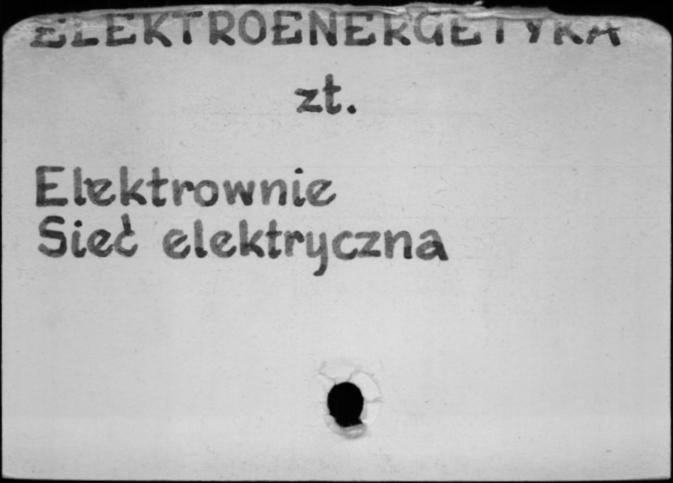 ELEKTROENERGETYKA
zt.
Elektrownie
Sieć elektryczna